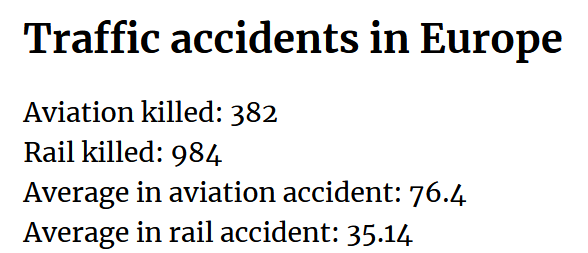 Traffic accidents in Europe
Aviation killed: 382
Rail killed: 984
Average in aviation accident: 76.4
Average in rail accident: 35.14